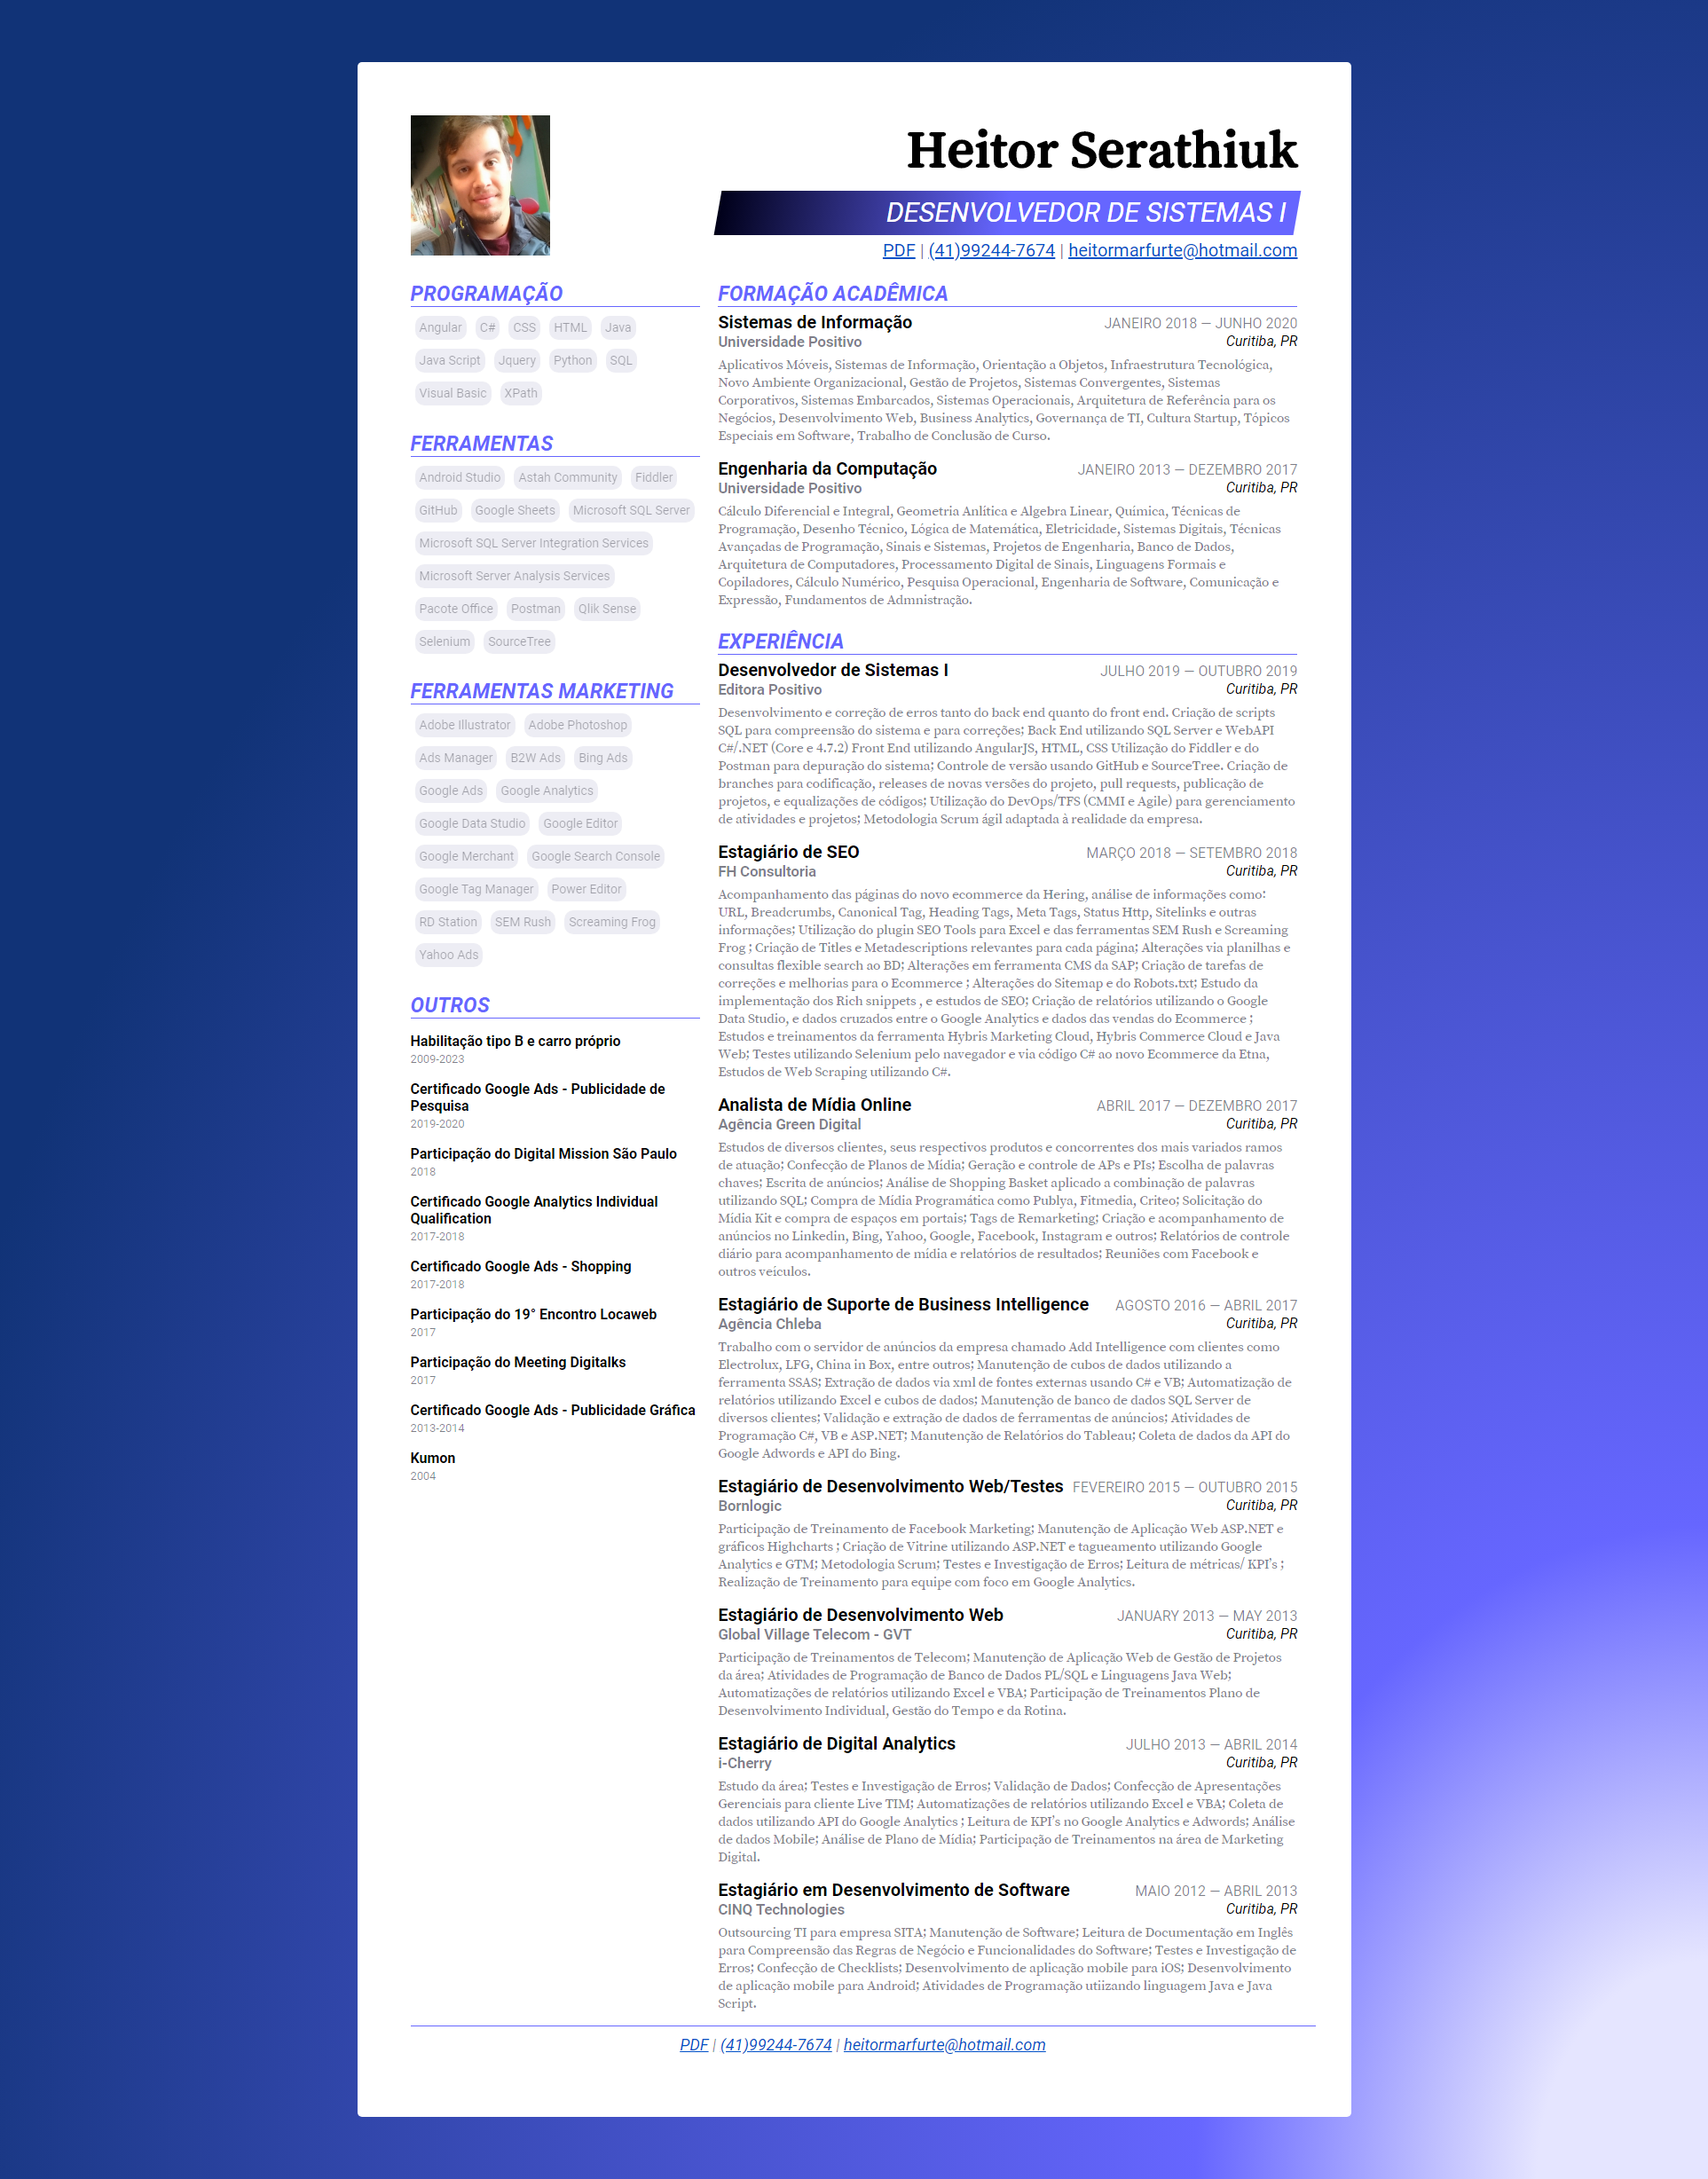 Heitor Serathiuk
DESENVOLVEDOR DE SISTEMAS I
PDF | (41)99244-7674 | heitormarfurte@hotmail.com
PROGRAMAÇÃO
Angular C# CSS HTML Java
Java Script Jquery Python SQL
Visual Basic XPath
FERRAMENTAS
Android Studio Astah Community Fiddler
GitHub Google Sheets Microsoft SQL Server
Microsoft SQL Server Integration Services
Microsoft Server Analysis Services
Pacote Office Postman Qlik Sense
Selenium SourceTree
FERRAMENTAS MARKETING
Adobe Illustrator Adobe Photoshop
Ads Manager B2W Ads Bing Ads
Google Ads Google Analytics
Google Data Studio Google Editor
Google Merchant Google Search Console
Google Tag Manager Power Editor
RD Station SEM Rush Screaming Frog
Yahoo Ads
OUTROS
Habilitação tipo B e carro próprio
2009-2023
Certificado Google Ads - Publicidade de
Pesquisa
2019-2020
Participação do Digital Mission São Paulo
2018
Certificado Google Analytics Individual
Qualification
2017-2018
Certificado Google Ads - Shopping
2017-2018
Participação do 19° Encontro Locaweb
2017
Participação do Meeting Digitalks
2017
Certificado Google Ads - Publicidade Gráfica
2013-2014
Kumon
2004
FORMAÇÃO ACADÊMICA
Sistemas de Informação JANEIRO 2018 — JUNHO 2020
Universidade Positivo Curitiba, PR
Aplicativos Móveis, Sistemas de Informação, Orientação a Objetos, Infraestrutura Tecnológica,
Novo Ambiente Organizacional, Gestão de Projetos, Sistemas Convergentes, Sistemas
Corporativos, Sistemas Embarcados, Sistemas Operacionais, Arquitetura de Referência para os
Negócios, Desenvolvimento Web, Business Analytics, Governança de TI, Cultura Startup, Tópicos
Especiais em Software, Trabalho de Conclusão de Curso.
Engenharia da Computação JANEIRO 2013 — DEZEMBRO 2017
Universidade Positivo Curitiba, PR
Cálculo Diferencial e Integral, Geometria Anlitica e Algebra Linear, Química, Técnicas de
Programação, Desenho Técnico, Lógica de Matemática, Eletricidade, Sistemas Digitais, Técnicas
Avançadas de Programação, Sinais e Sistemas, Projetos de Engenharia, Banco de Dados,
Arquitetura de Computadores, Processamento Digital de Sinais, Linguagens Formais e
Copiladores, Cálculo Numérico, Pesquisa Operacional, Engenharia de Software, Comunicação e
Expressão, Fundamentos de Admnistração.
EXPERIÊNCIA
Desenvolvedor de Sistemas I JULHO 2019 — OUTUBRO 2019
Editora Positivo Curitiba, PR
Desenvolvimento e correção de erros tanto do back end quanto do front end. Criação de scripts
SQL para compreensão do sistema e para correções; Back End utilizando SQL Server e WebAPI
C#/.NET (Core e 4.7.2) Front End utilizando AngularJS, HTML, CSS Utilização do Fiddler e do
Postman para depuração do sistema; Controle de versão usando GitHub e SourceTree. Criação de
branches para codificação, releases de novas versões do projeto, pull requests, publicação de
projetos, e equalizações de códigos; Utilização do DevOps/TFS (CMMI e Agile) para gerenciamento
de atividades e projetos; Metodologia Scrum ágil adaptada à realidade da empresa.
Estagiário de SEO MARÇO 2018 — SETEMBRO 2018
FH Consultoria Curitiba, PR
Acompanhamento das páginas do novo ecommerce da Hering, análise de informações como:
URL, Breadcrumbs, Canonical Tag, Heading Tags, Meta Tags, Status Http, Sitelinks e outras
informações; Utilização do plugin SEO Tools para Excel e das ferramentas SEM Rush e Screaming
Frog ; Criação de Titles e Metadescriptions relevantes para cada página; Alterações via planilhas e
consultas flexible search ao BD; Alterações em ferramenta CMS da SAP; Criação de tarefas de
correções e melhorias para o Ecommerce ; Alterações do Sitemap e do Robots.txt; Estudo da
implementação dos Rich snippets , e estudos de SEO; Criação de relatórios utilizando o Google
Data Studio, e dados cruzados entre o Google Analytics e dados das vendas do Ecommerce ;
Estudos e treinamentos da ferramenta Hybris Marketing Cloud, Hybris Commerce Cloud e Java
Web; Testes utilizando Selenium pelo navegador e via código C# ao novo Ecommerce da Etna,
Estudos de Web Scraping utilizando C#.
Analista de Mídia Online ABRIL 2017 — DEZEMBRO 2017
Agência Green Digital Curitiba, PR
Estudos de diversos clientes, seus respectivos produtos e concorrentes dos mais variados ramos
de atuação; Confecção de Planos de Mídia; Geração e controle de APs e PIs; Escolha de palavras
chaves; Escrita de anúncios; Análise de Shopping Basket aplicado a combinação de palavras
utilizando SQL; Compra de Mídia Programática como Publya, Fitmedia, Criteo; Solicitação do
Mídia Kit e compra de espaços em portais; Tags de Remarketing; Criação e acompanhamento de
anúncios no Linkedin, Bing, Yahoo, Google, Facebook, Instagram e outros; Relatórios de controle
diário para acompanhamento de mídia e relatórios de resultados; Reuniões com Facebook e
outros veículos.
Estagiário de Suporte de Business Intelligence AGOSTO 2016 — ABRIL 2017
Agência Chleba Curitiba, PR
Trabalho com o servidor de anúncios da empresa chamado Add Intelligence com clientes como
Electrolux, LFG, China in Box, entre outros; Manutenção de cubos de dados utilizando a
ferramenta SSAS; Extração de dados via xml de fontes externas usando C# e VB; Automatização de
relatórios utilizando Excel e cubos de dados; Manutenção de banco de dados SQL Server de
diversos clientes; Validação e extração de dados de ferramentas de anúncios; Atividades de
Programação C#, VB e ASP.NET; Manutenção de Relatórios do Tableau; Coleta de dados da API do
Google Adwords e API do Bing.
Estagiário de Desenvolvimento Web/Testes FEVEREIRO 2015 — OUTUBRO 2015
Bornlogic Curitiba, PR
Participação de Treinamento de Facebook Marketing; Manutenção de Aplicação Web ASP.NET e
gráficos Highcharts ; Criação de Vitrine utilizando ASP.NET e tagueamento utilizando Google
Analytics e GTM; Metodologia Scrum; Testes e Investigação de Erros; Leitura de métricas/ KPI's ;
Realização de Treinamento para equipe com foco em Google Analytics.
Estagiário de Desenvolvimento Web JANUARY 2013 — MAY 2013
Global Village Telecom - GVT Curitiba, PR
Participação de Treinamentos de Telecom; Manutenção de Aplicação Web de Gestão de Projetos
da área; Atividades de Programação de Banco de Dados PL/SQL e Linguagens Java Web;
Automatizações de relatórios utilizando Excel e VBA; Participação de Treinamentos Plano de
Desenvolvimento Individual, Gestão do Tempo e da Rotina.
Estagiário de Digital Analytics JULHO 2013 — ABRIL 2014
i-Cherry Curitiba, PR
Estudo da área; Testes e Investigação de Erros; Validação de Dados; Confecção de Apresentações
Gerenciais para cliente Live TIM; Automatizações de relatórios utilizando Excel e VBA; Coleta de
dados utilizando API do Google Analytics ; Leitura de KPI's no Google Analytics e Adwords; Análise
de dados Mobile; Análise de Plano de Mídia; Participação de Treinamentos na área de Marketing
Digital.
Estagiário em Desenvolvimento de Software MAIO 2012 — ABRIL 2013
CINQ Technologies Curitiba, PR
Outsourcing TI para empresa SITA; Manutenção de Software; Leitura de Documentação em Inglês
para Compreensão das Regras de Negócio e Funcionalidades do Software; Testes e Investigação de
Erros; Confecção de Checklists; Desenvolvimento de aplicação mobile para iOS; Desenvolvimento
de aplicação mobile para Android; Atividades de Programação utiizando linguagem Java e Java
Script.
PDF | (41)99244-7674 | heitormarfurte@hotmail.com